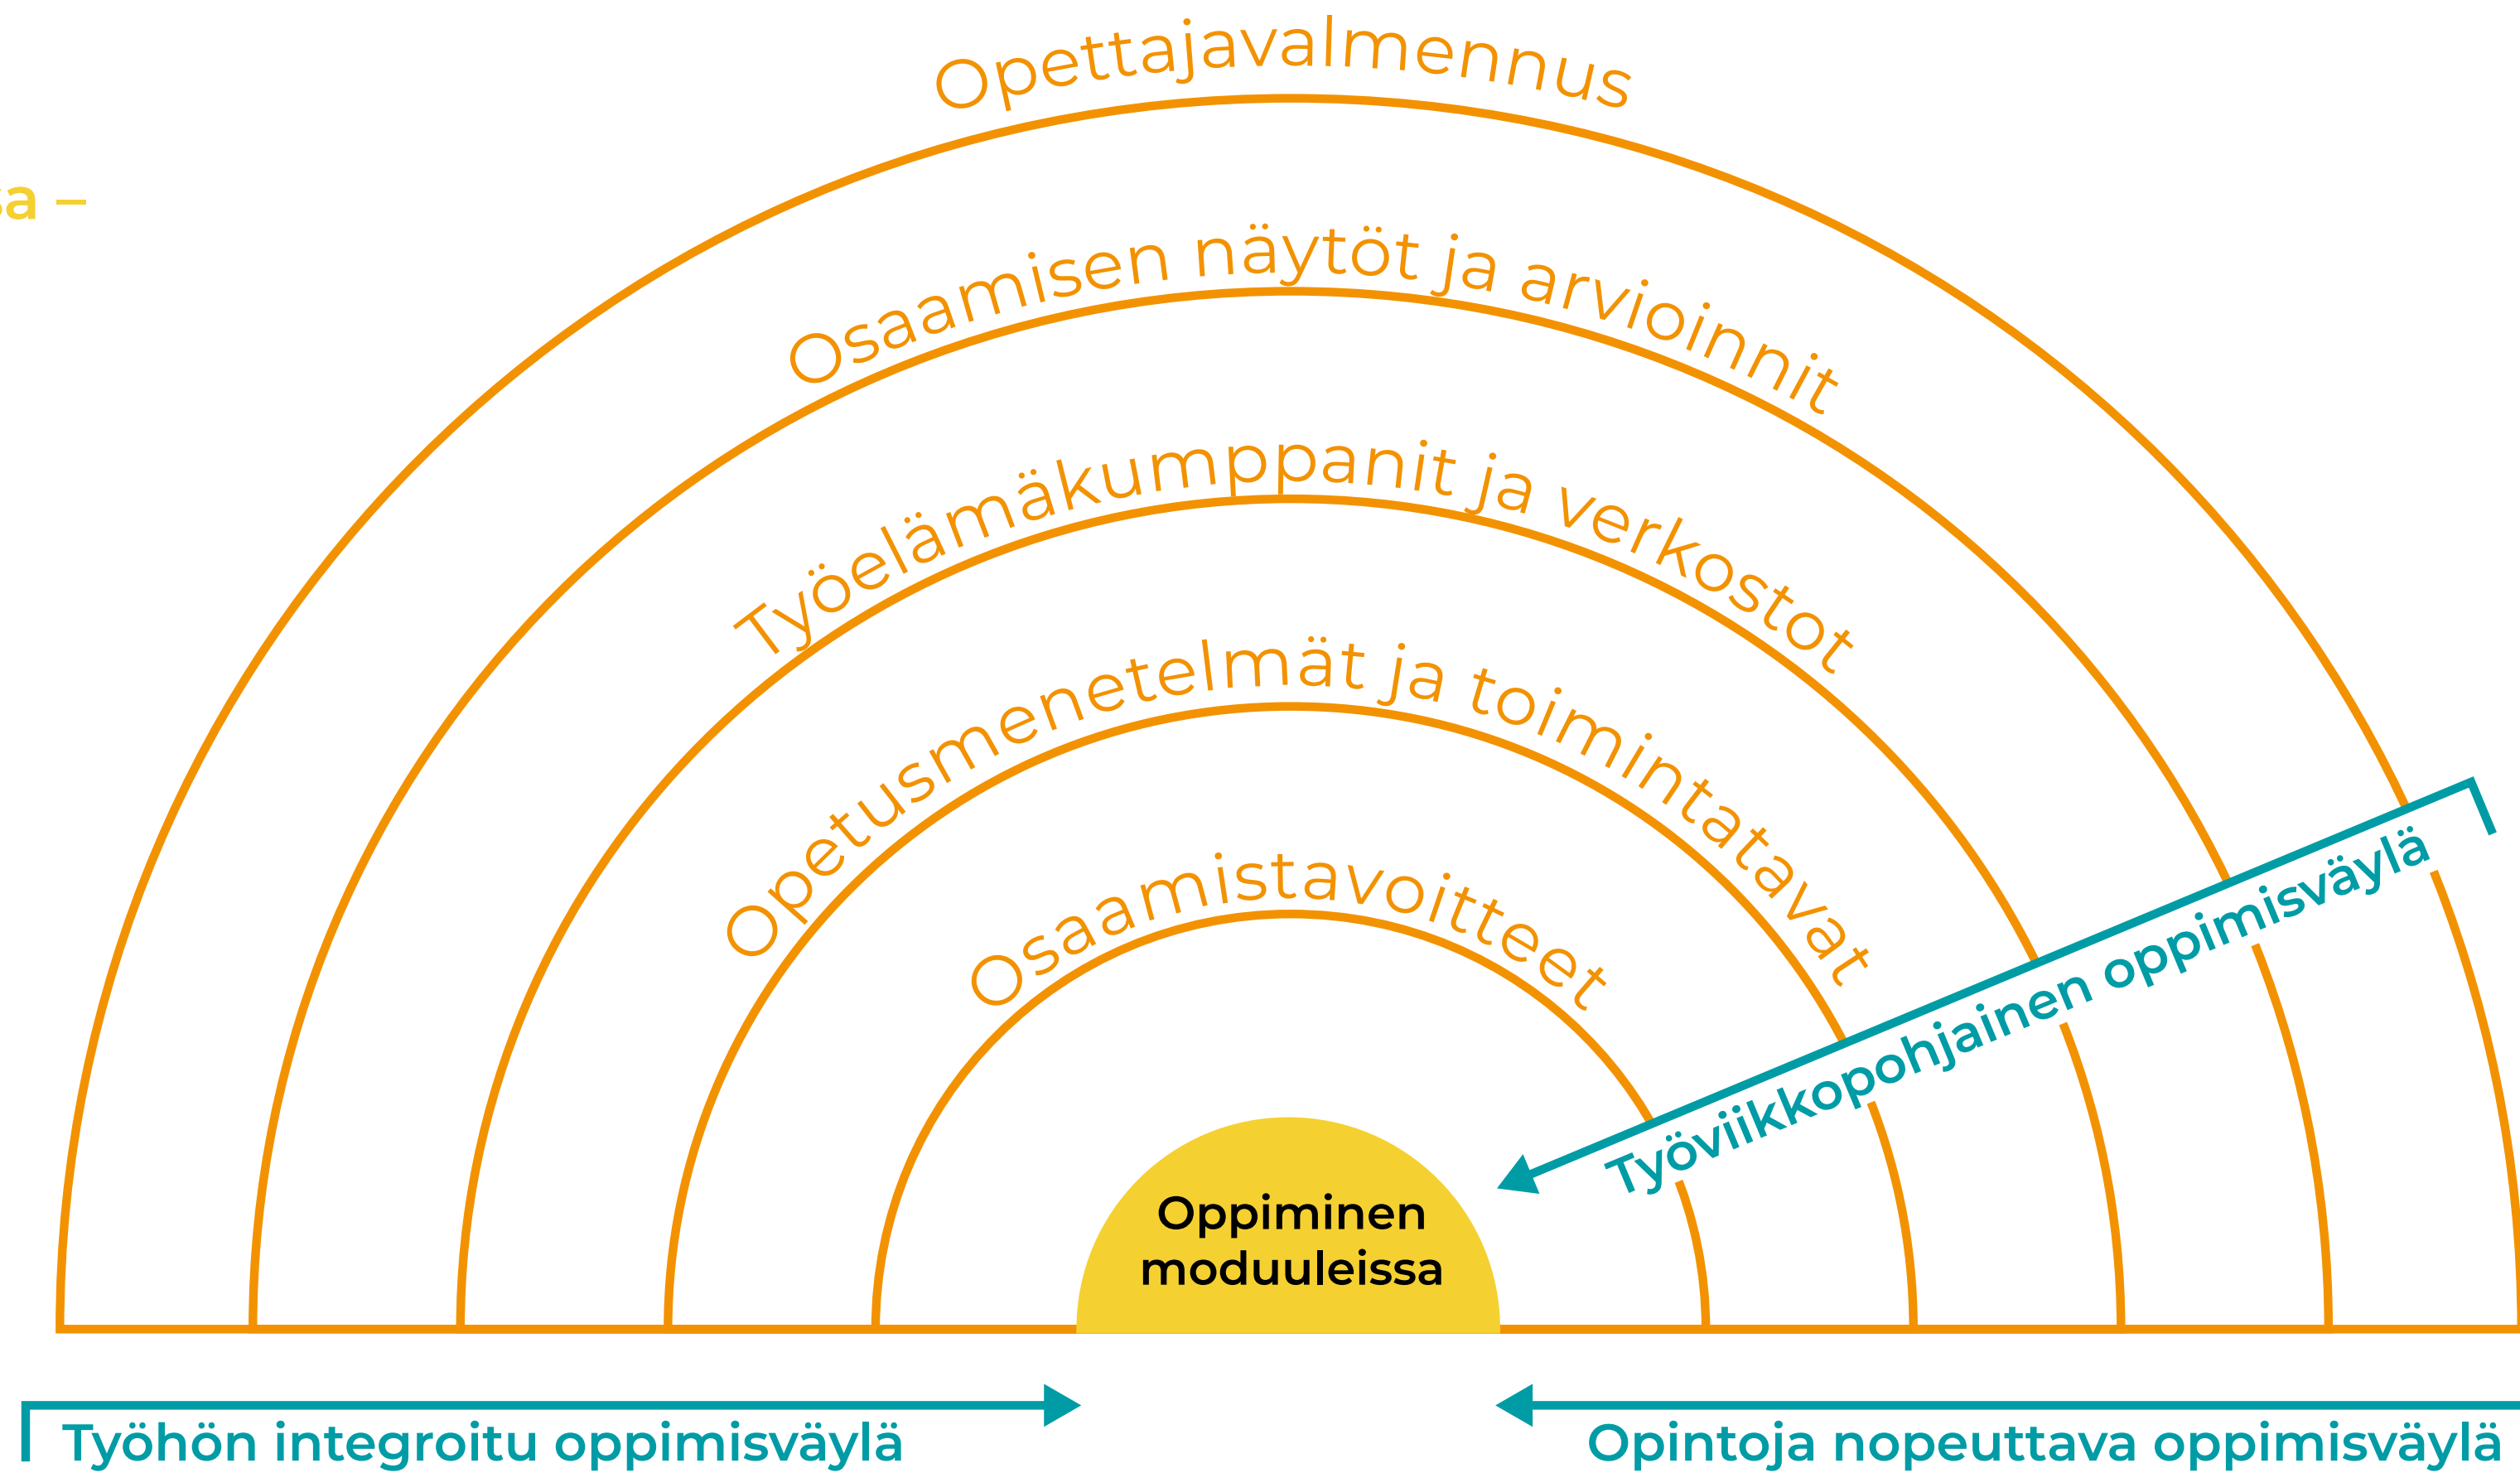 Opettajavalmennus
a –
Osaamisen näytöt ja arvioinnit
Työelämäkumppanit ja verkostot
Opetusmenetelmät ja toimintatavat
Osaamistavoitteet
Työviikkopohjainen oppimisväylä
Oppiminen
moduuleissa
Työhön integroitu oppimisväylä
Opintoja nopeuttava oppimisväylä